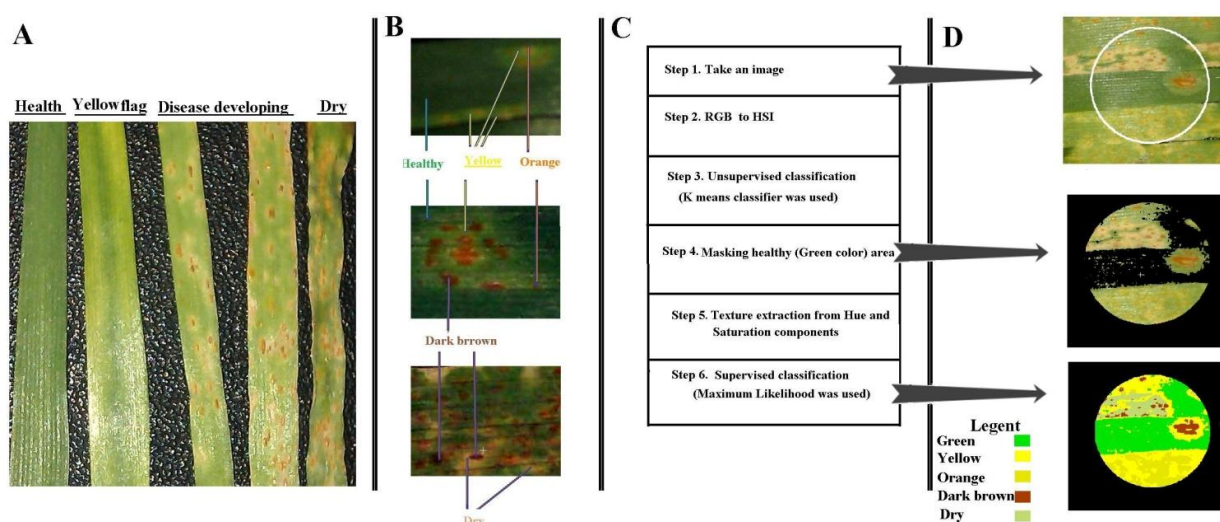 A
Health Yellow flag Disease developing Dry
B
Healthy Yellow Orange
Dark brrown
Dry
C
Step 1. Take an image
Step 2. RGB to HSI
Step 3. Unsupervised classification
(K means classifier was used)
Step 4. Masking healthy (Green color) area
Step 5. Texture extraction from Hue and
Saturation components
Step 6. Supervised classification
(Maximum Likelihood was used)
D
Legent
Green
Yellow
Orange
Dark brown
Dry